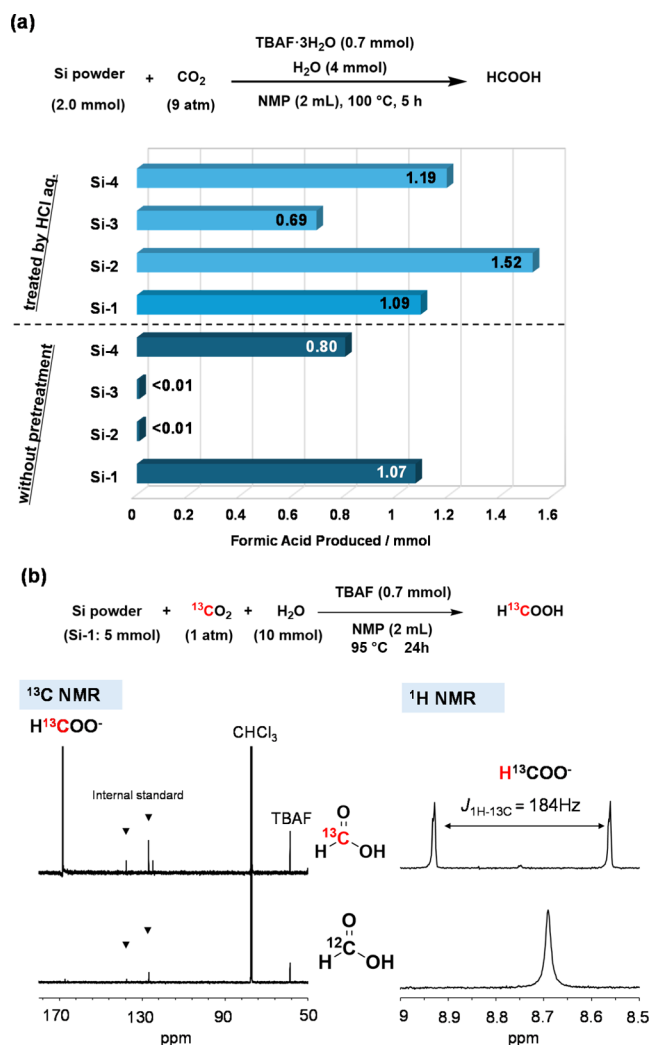 (a)
TBAF·3H₂O (0.7 mmol)
Si powder + CO₂ H₂O (4 mmol) HCOOH
(2.0 mmol) (9 atm) NMP (2 mL), 100 °C, 5 h
treated by HCl aq.
Si-4 1.19
Si-3 0.69
Si-2 1.52
Si-1 1.09
without pretreatment
Si-4 0.80
Si-3 <0.01
Si-2 <0.01
Si-1 1.07
0 0.2 0.4 0.6 0.8 1 1.2 1.4 1.6
Formic Acid Produced / mmol
(b)
TBAF (0.7 mmol)
Si powder + ¹³CO₂ + H₂O H¹³COOH
(Si-1: 5 mmol) (1 atm) (10 mmol) NMP (2 mL)
95 °C 24h
¹³C NMR
H¹³COO⁻
CHCl₃
Internal standard
TBAF
O
¹³C
H OH
O
¹²C
H OH
170 130 90 50
ppm
¹H NMR
H¹³COO⁻
J₁H-13C = 184Hz
9 8.9 8.8 8.7 8.6 8.5
ppm